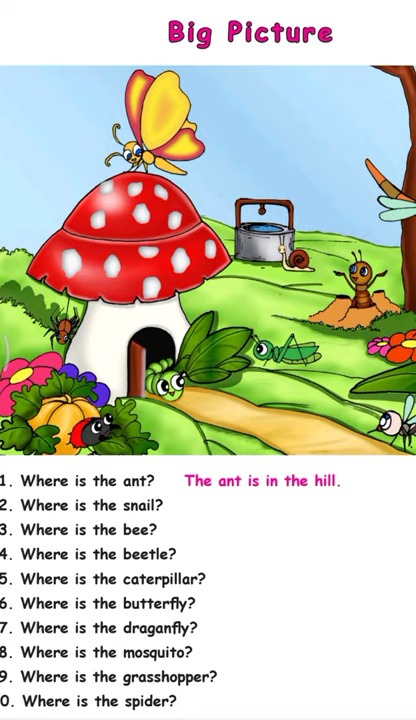 Big Picture
1. Where is the ant? The ant is in the hill.
2. Where is the snail?
3. Where is the bee?
4. Where is the beetle?
5. Where is the caterpillar?
6. Where is the butterfly?
7. Where is the draganfly?
8. Where is the mosquito?
9. Where is the grasshopper?
0. Where is the spider?